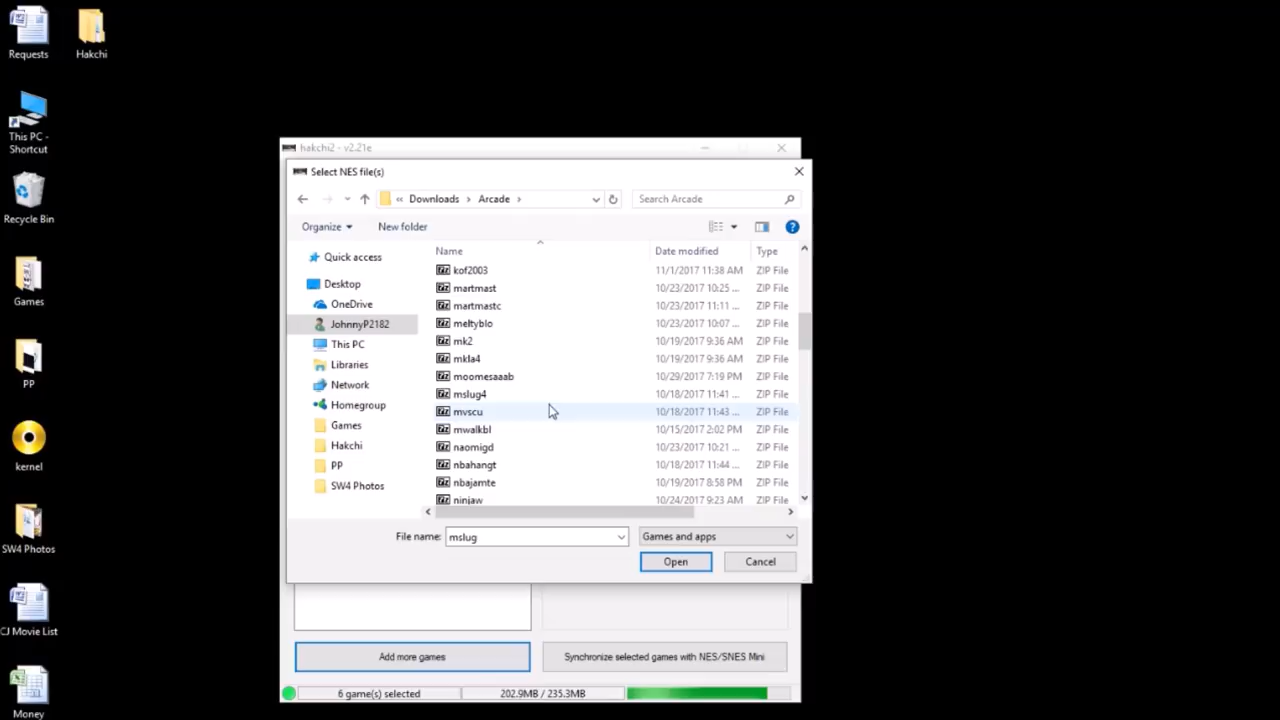 Requests
Hakchi
This PC -
Shortcut
Recycle Bin
Games
PP
kernel
SW4 Photos
CJ Movie List
Money
hakchi2 - v2.21e
Select NES file(s)
« Downloads > Arcade >
Search Arcade
Organize
New folder
Quick access
Desktop
OneDrive
JohnnyP2182
This PC
Libraries
Network
Homegroup
Games
Hakchi
PP
SW4 Photos
Name Date modified Type
kof2003 11/1/2017 11:38 AM ZIP File
martmast 10/23/2017 10:25 ... ZIP File
martmastc 10/23/2017 11:11 ... ZIP File
meltyblo 10/23/2017 10:07 ... ZIP File
mk2 10/19/2017 9:36 AM ZIP File
mkla4 10/19/2017 9:36 AM ZIP File
moomesaaab 10/29/2017 7:19 PM ZIP File
mslug4 10/18/2017 11:41 ... ZIP File
mvscu 10/18/2017 11:43 ... ZIP File
mwalkbl 10/15/2017 2:02 PM ZIP File
naomigd 10/23/2017 10:21 ... ZIP File
nbahangt 10/18/2017 11:44 ... ZIP File
nbajamte 10/19/2017 8:58 PM ZIP File
ninjaw 10/24/2017 9:23 AM ZIP File
File name: mslug
Games and apps
Open
Cancel
Add more games
Synchronize selected games with NES/SNES Mini
6 game(s) selected
202.9MB / 235.3MB